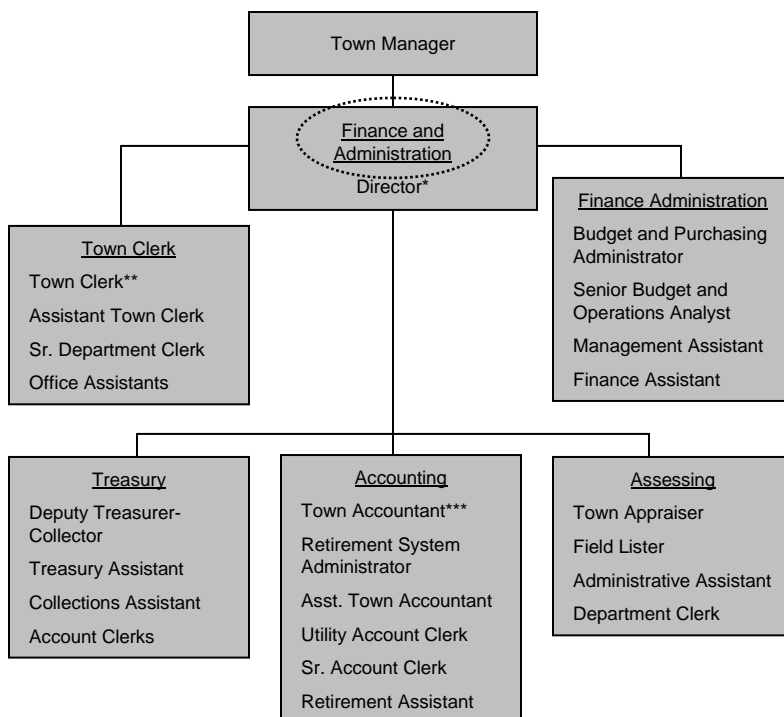 Town Manager
Finance and
Administration
Director*
Town Clerk
Town Clerk**
Assistant Town Clerk
Sr. Department Clerk
Office Assistants
Finance Administration
Budget and Purchasing
Administrator
Senior Budget and
Operations Analyst
Management Assistant
Finance Assistant
Treasury
Deputy Treasurer-
Collector
Treasury Assistant
Collections Assistant
Account Clerks
Accounting
Town Accountant***
Retirement System
Administrator
Asst. Town Accountant
Utility Account Clerk
Sr. Account Clerk
Retirement Assistant
Assessing
Town Appraiser
Field Lister
Administrative Assistant
Department Clerk